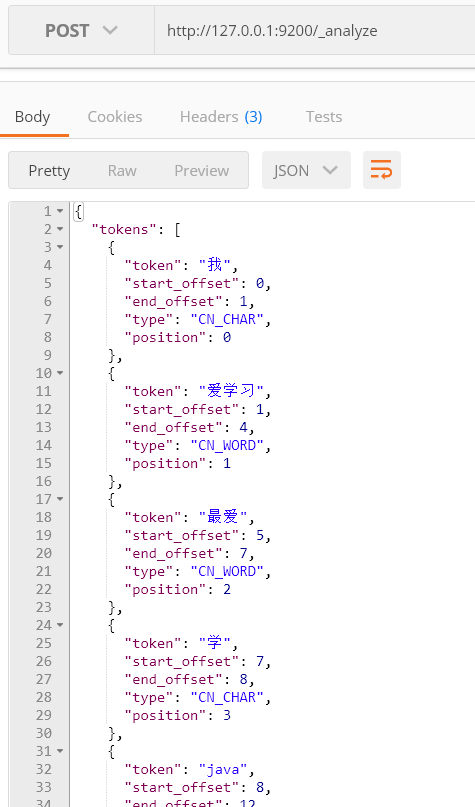 POST http://127.0.0.1:9200/_analyze
Body Cookies Headers (3) Tests
Pretty Raw Preview JSON
1 {
2 "tokens": [
3 {
4 "token": "我",
5 "start_offset": 0,
6 "end_offset": 1,
7 "type": "CN_CHAR",
8 "position": 0
9 },
10 {
11 "token": "爱学习",
12 "start_offset": 1,
13 "end_offset": 4,
14 "type": "CN_WORD",
15 "position": 1
16 },
17 {
18 "token": "最爱",
19 "start_offset": 5,
20 "end_offset": 7,
21 "type": "CN_WORD",
22 "position": 2
23 },
24 {
25 "token": "学",
26 "start_offset": 7,
27 "end_offset": 8,
28 "type": "CN_CHAR",
29 "position": 3
30 },
31 {
32 "token": "java",
33 "start_offset": 8,
34 "end_offset": 12,